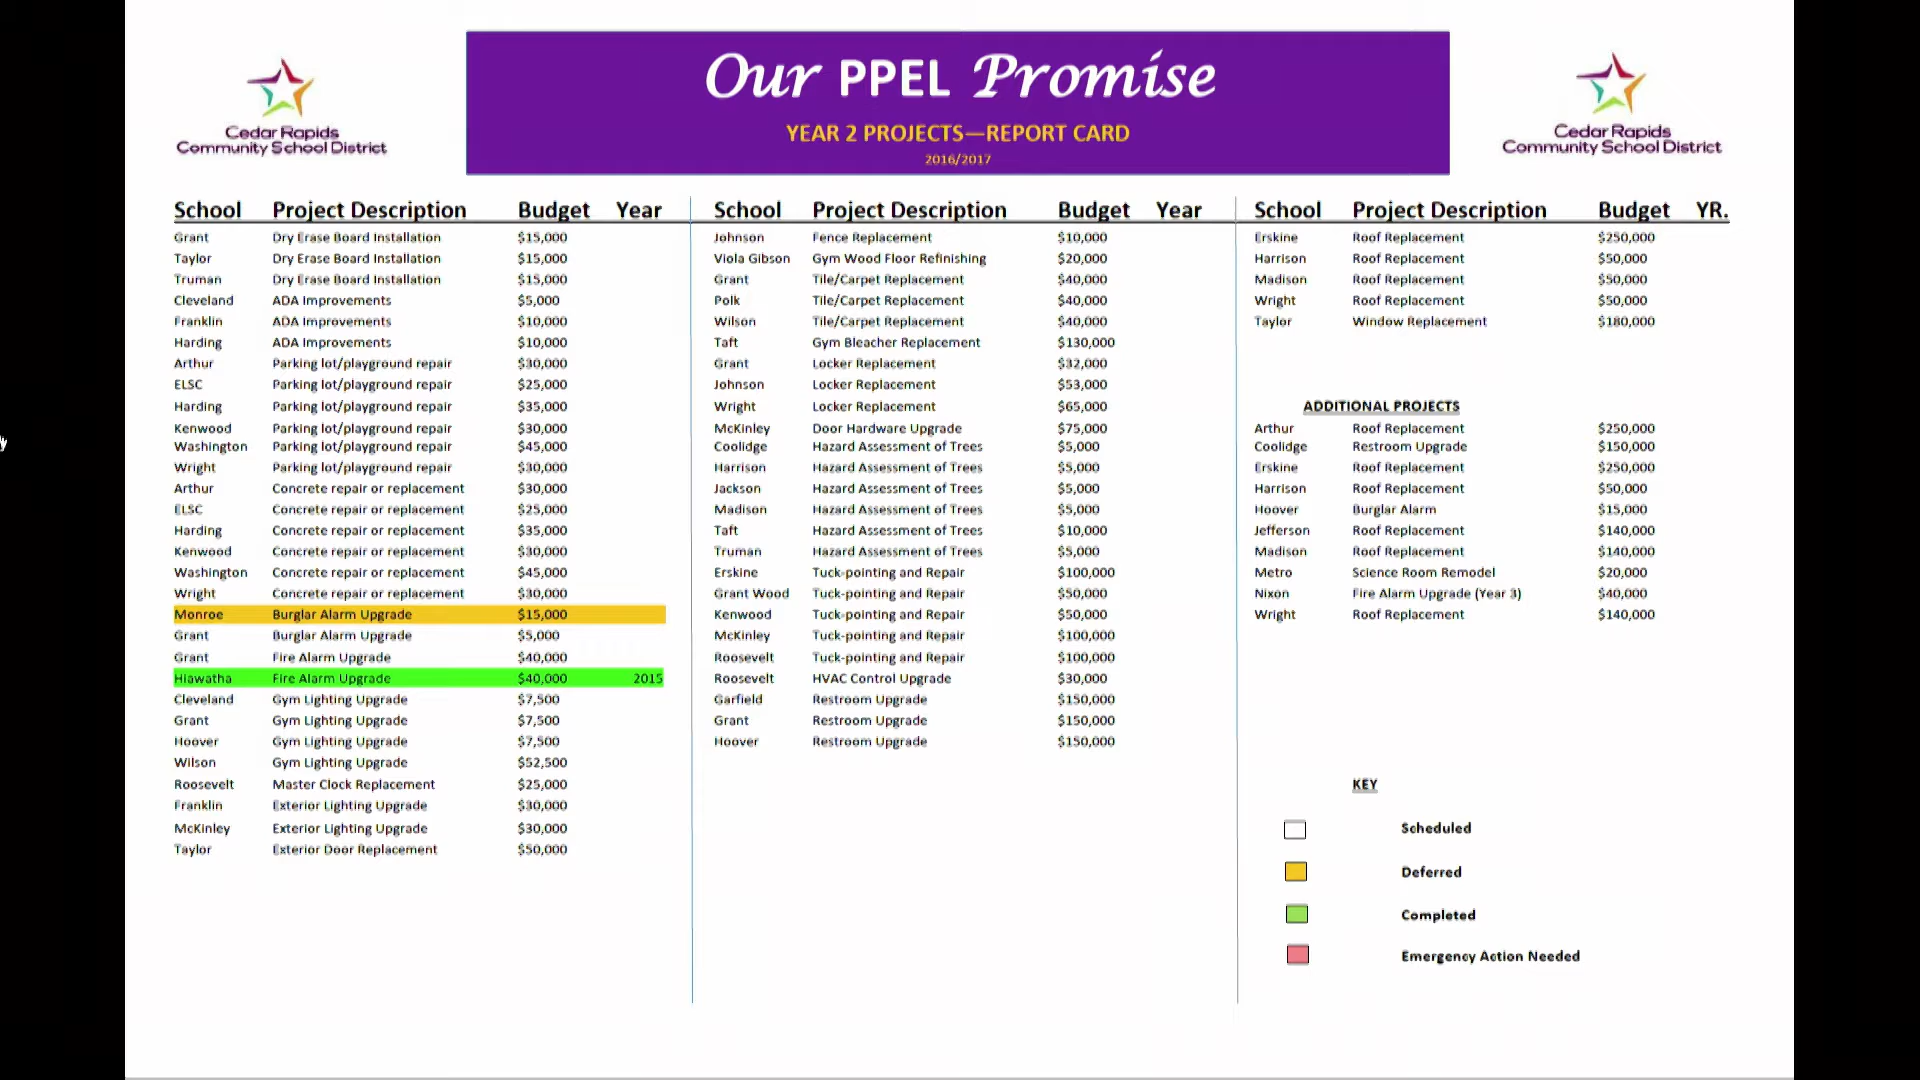 Our PPEL Promise
YEAR 2 PROJECTS—REPORT CARD
2016/2017
Cedar Rapids
Community School District
Cedar Rapids
Community School District
School Project Description Budget Year
Grant Dry Erase Board Installation $15,000
Taylor Dry Erase Board Installation $15,000
Truman Dry Erase Board Installation $15,000
Cleveland ADA Improvements $5,000
Franklin ADA Improvements $10,000
Harding ADA Improvements $10,000
Arthur Parking lot/playground repair $30,000
ELSC Parking lot/playground repair $25,000
Harding Parking lot/playground repair $35,000
Kenwood Parking lot/playground repair $30,000
Washington Parking lot/playground repair $45,000
Wright Parking lot/playground repair $30,000
Arthur Concrete repair or replacement $30,000
ELSC Concrete repair or replacement $25,000
Harding Concrete repair or replacement $35,000
Kenwood Concrete repair or replacement $30,000
Washington Concrete repair or replacement $45,000
Wright Concrete repair or replacement $30,000
Monroe Burglar Alarm Upgrade $15,000
Grant Burglar Alarm Upgrade $5,000
Grant Fire Alarm Upgrade $40,000
Hiawatha Fire Alarm Upgrade $40,000 2015
Cleveland Gym Lighting Upgrade $7,500
Grant Gym Lighting Upgrade $7,500
Hoover Gym Lighting Upgrade $7,500
Wilson Gym Lighting Upgrade $52,500
Roosevelt Master Clock Replacement $25,000
Franklin Exterior Lighting Upgrade $30,000
McKinley Exterior Lighting Upgrade $30,000
Taylor Exterior Door Replacement $50,000
School Project Description Budget Year
Johnson Fence Replacement $10,000
Viola Gibson Gym Wood Floor Refinishing $20,000
Grant Tile/Carpet Replacement $40,000
Polk Tile/Carpet Replacement $40,000
Wilson Tile/Carpet Replacement $40,000
Taft Gym Bleacher Replacement $130,000
Grant Locker Replacement $32,000
Johnson Locker Replacement $53,000
Wright Locker Replacement $65,000
McKinley Door Hardware Upgrade $75,000
Coolidge Hazard Assessment of Trees $5,000
Harrison Hazard Assessment of Trees $5,000
Jackson Hazard Assessment of Trees $5,000
Madison Hazard Assessment of Trees $5,000
Taft Hazard Assessment of Trees $10,000
Truman Hazard Assessment of Trees $5,000
Erskine Tuck-pointing and Repair $100,000
Grant Wood Tuck-pointing and Repair $50,000
Kenwood Tuck-pointing and Repair $50,000
McKinley Tuck-pointing and Repair $100,000
Roosevelt Tuck-pointing and Repair $100,000
Roosevelt HVAC Control Upgrade $30,000
Garfield Restroom Upgrade $150,000
Grant Restroom Upgrade $150,000
Hoover Restroom Upgrade $150,000
School Project Description Budget YR.
Erskine Roof Replacement $250,000
Harrison Roof Replacement $50,000
Madison Roof Replacement $50,000
Wright Roof Replacement $50,000
Taylor Window Replacement $180,000
ADDITIONAL PROJECTS
Arthur Roof Replacement $250,000
Coolidge Restroom Upgrade $150,000
Erskine Roof Replacement $250,000
Harrison Roof Replacement $50,000
Hoover Burglar Alarm $15,000
Jefferson Roof Replacement $140,000
Madison Roof Replacement $140,000
Metro Science Room Remodel $20,000
Nixon Fire Alarm Upgrade (Year 3) $40,000
Wright Roof Replacement $140,000
KEY
Scheduled
Deferred
Completed
Emergency Action Needed